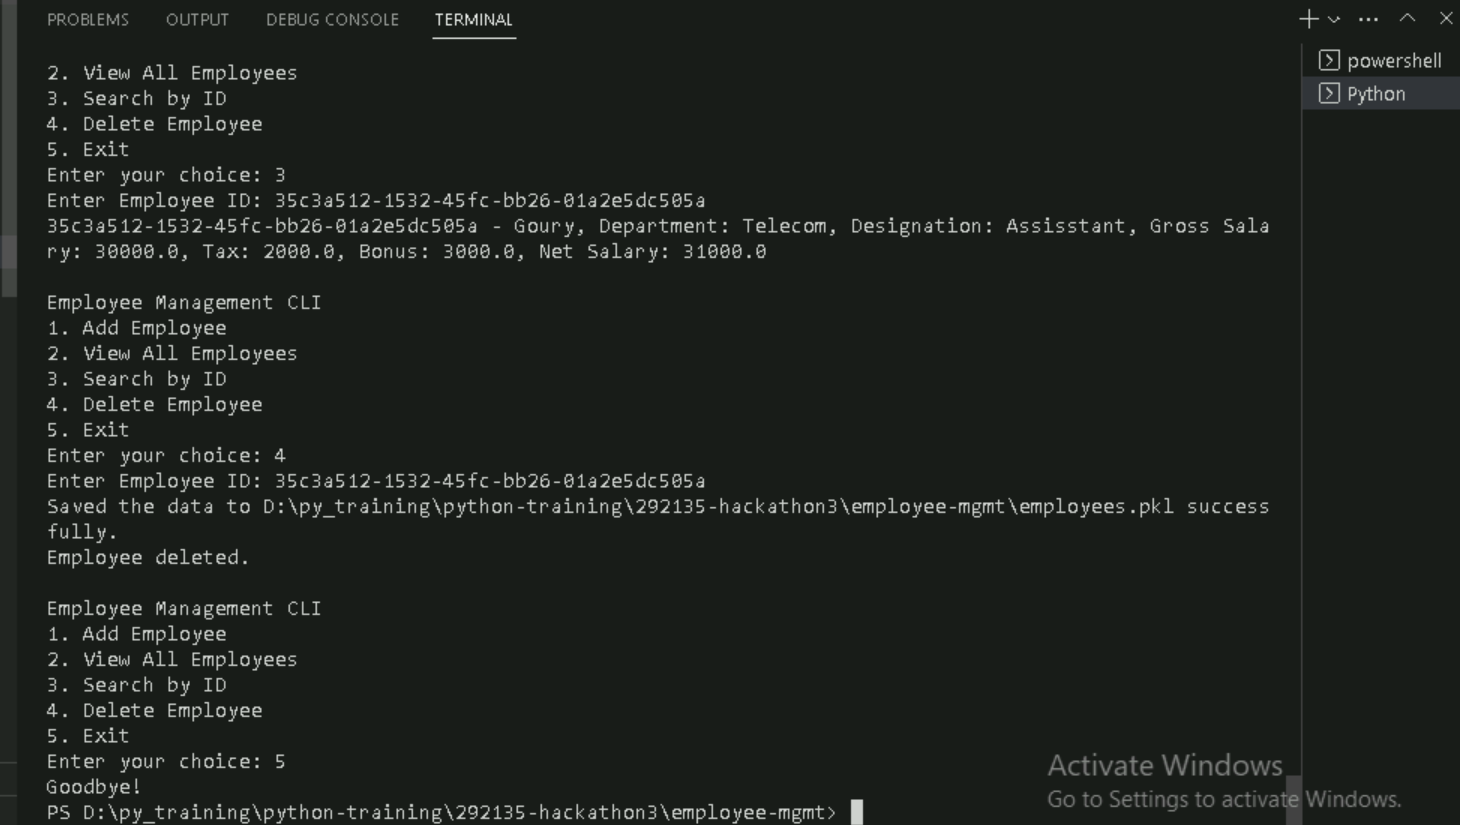 PROBLEMS OUTPUT DEBUG CONSOLE TERMINAL
powershell
Python
2. View All Employees
3. Search by ID
4. Delete Employee
5. Exit
Enter your choice: 3
Enter Employee ID: 35c3a512-1532-45fc-bb26-01a2e5dc505a
35c3a512-1532-45fc-bb26-01a2e5dc505a - Goury, Department: Telecom, Designation: Assisstant, Gross Sala
ry: 30000.0, Tax: 2000.0, Bonus: 3000.0, Net Salary: 31000.0
Employee Management CLI
1. Add Employee
2. View All Employees
3. Search by ID
4. Delete Employee
5. Exit
Enter your choice: 4
Enter Employee ID: 35c3a512-1532-45fc-bb26-01a2e5dc505a
Saved the data to D:\py_training\python-training\292135-hackathon3\employee-mgmt\employees.pkl success
fully.
Employee deleted.
Employee Management CLI
1. Add Employee
2. View All Employees
3. Search by ID
4. Delete Employee
5. Exit
Enter your choice: 5
Goodbye!
PS D:\py_training\python-training\292135-hackathon3\employee-mgmt>
Activate Windows
Go to Settings to activate Windows.